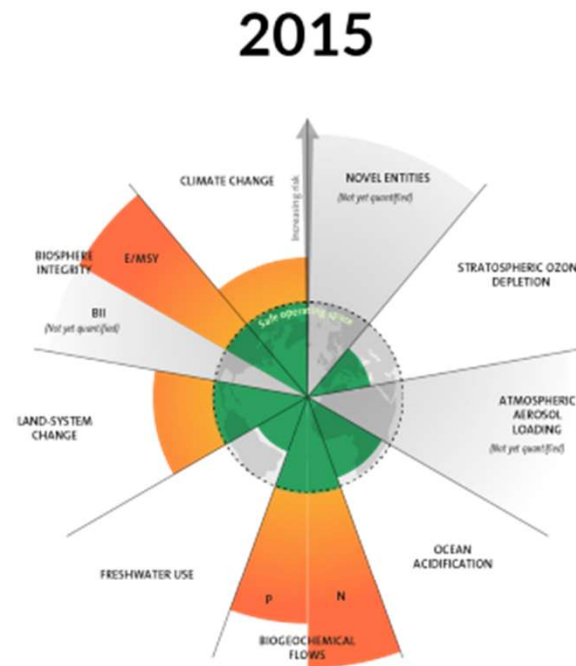 2015
CLIMATE CHANGE
Increasing risk
NOVEL ENTITIES
(Not yet quantified)
STRATOSPHERIC OZON
DEPLETION
BIOSPHERE
INTEGRITY
E/MSY
BII
(Not yet quantified)
Safe operating space
ATMOSPHERIC
AEROSOL
LOADING
(Not yet quantified)
LAND-SYSTEM
CHANGE
OCEAN
ACIDIFICATION
FRESHWATER USE
P
N
BIOGEOCHEMICAL
FLOWS